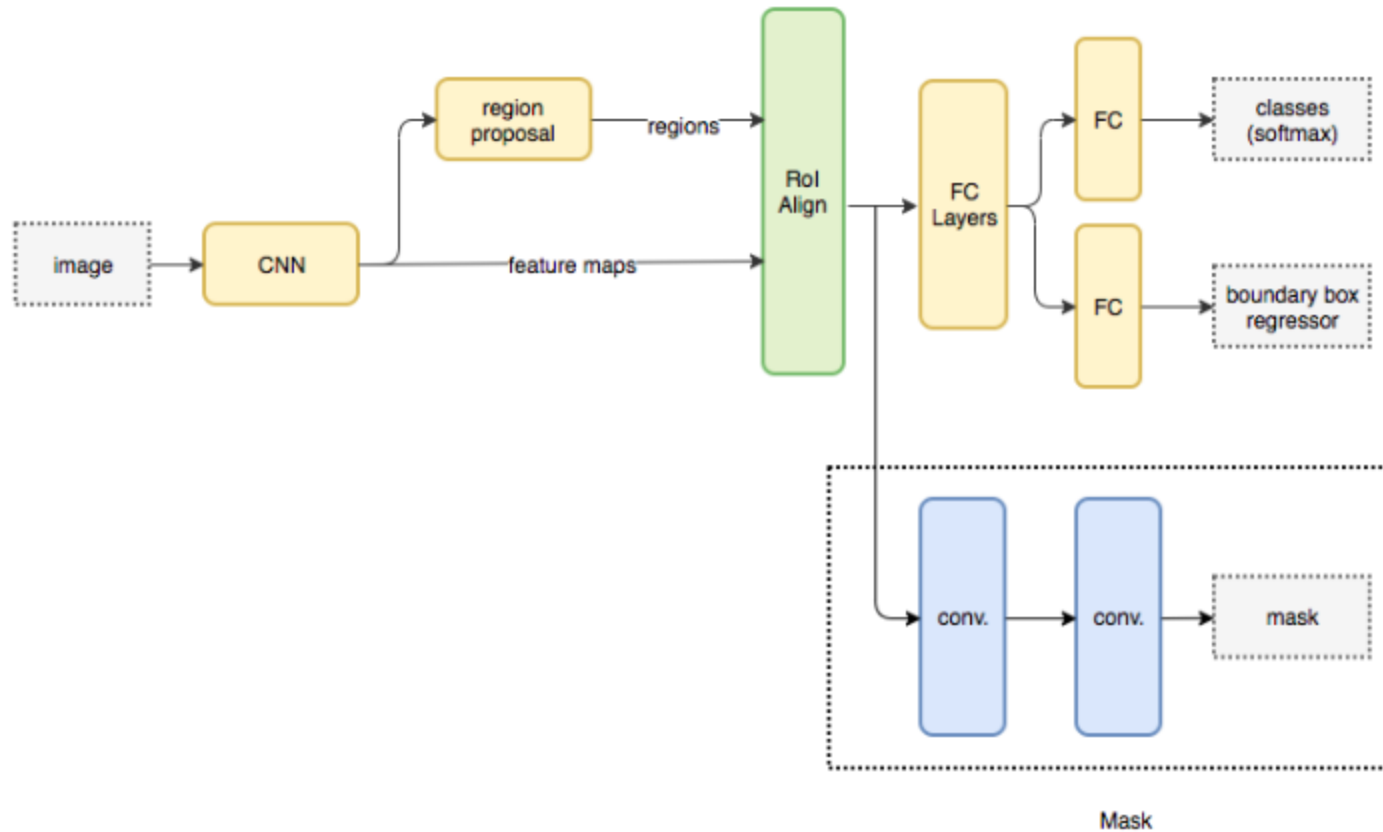 region
proposal
regions
image
CNN
feature maps
RoI
Align
FC
Layers
FC
classes
(softmax)
FC
boundary box
regressor
conv.
conv.
mask
Mask